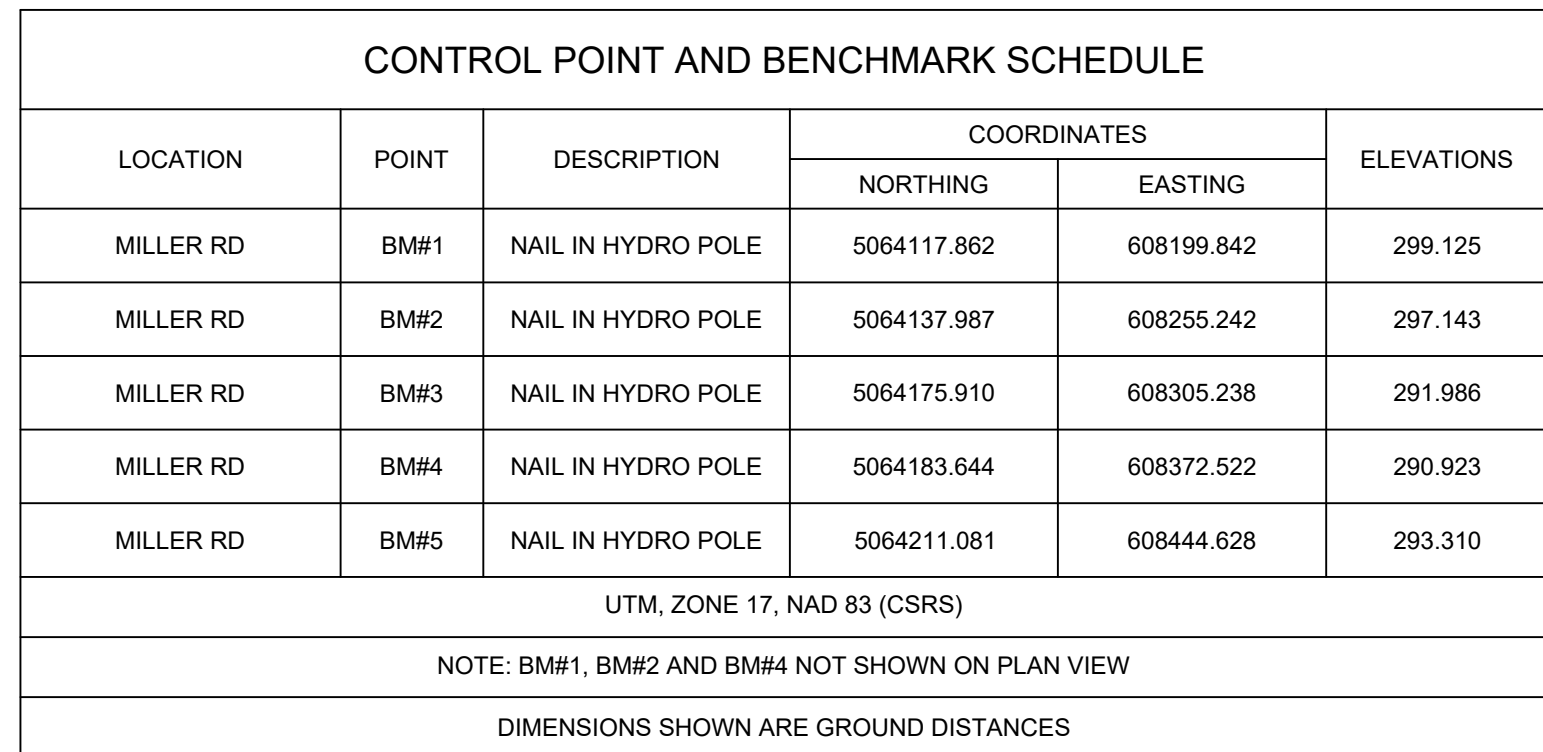 CONTROL POINT AND BENCHMARK SCHEDULE
LOCATION POINT DESCRIPTION COORDINATES ELEVATIONS
NORTHING EASTING
MILLER RD BM#1 NAIL IN HYDRO POLE 5064117.862 608199.842 299.125
MILLER RD BM#2 NAIL IN HYDRO POLE 5064137.987 608255.242 297.143
MILLER RD BM#3 NAIL IN HYDRO POLE 5064175.910 608305.238 291.986
MILLER RD BM#4 NAIL IN HYDRO POLE 5064183.644 608372.522 290.923
MILLER RD BM#5 NAIL IN HYDRO POLE 5064211.081 608444.628 293.310
UTM, ZONE 17, NAD 83 (CSRS)
NOTE: BM#1, BM#2 AND BM#4 NOT SHOWN ON PLAN VIEW
DIMENSIONS SHOWN ARE GROUND DISTANCES